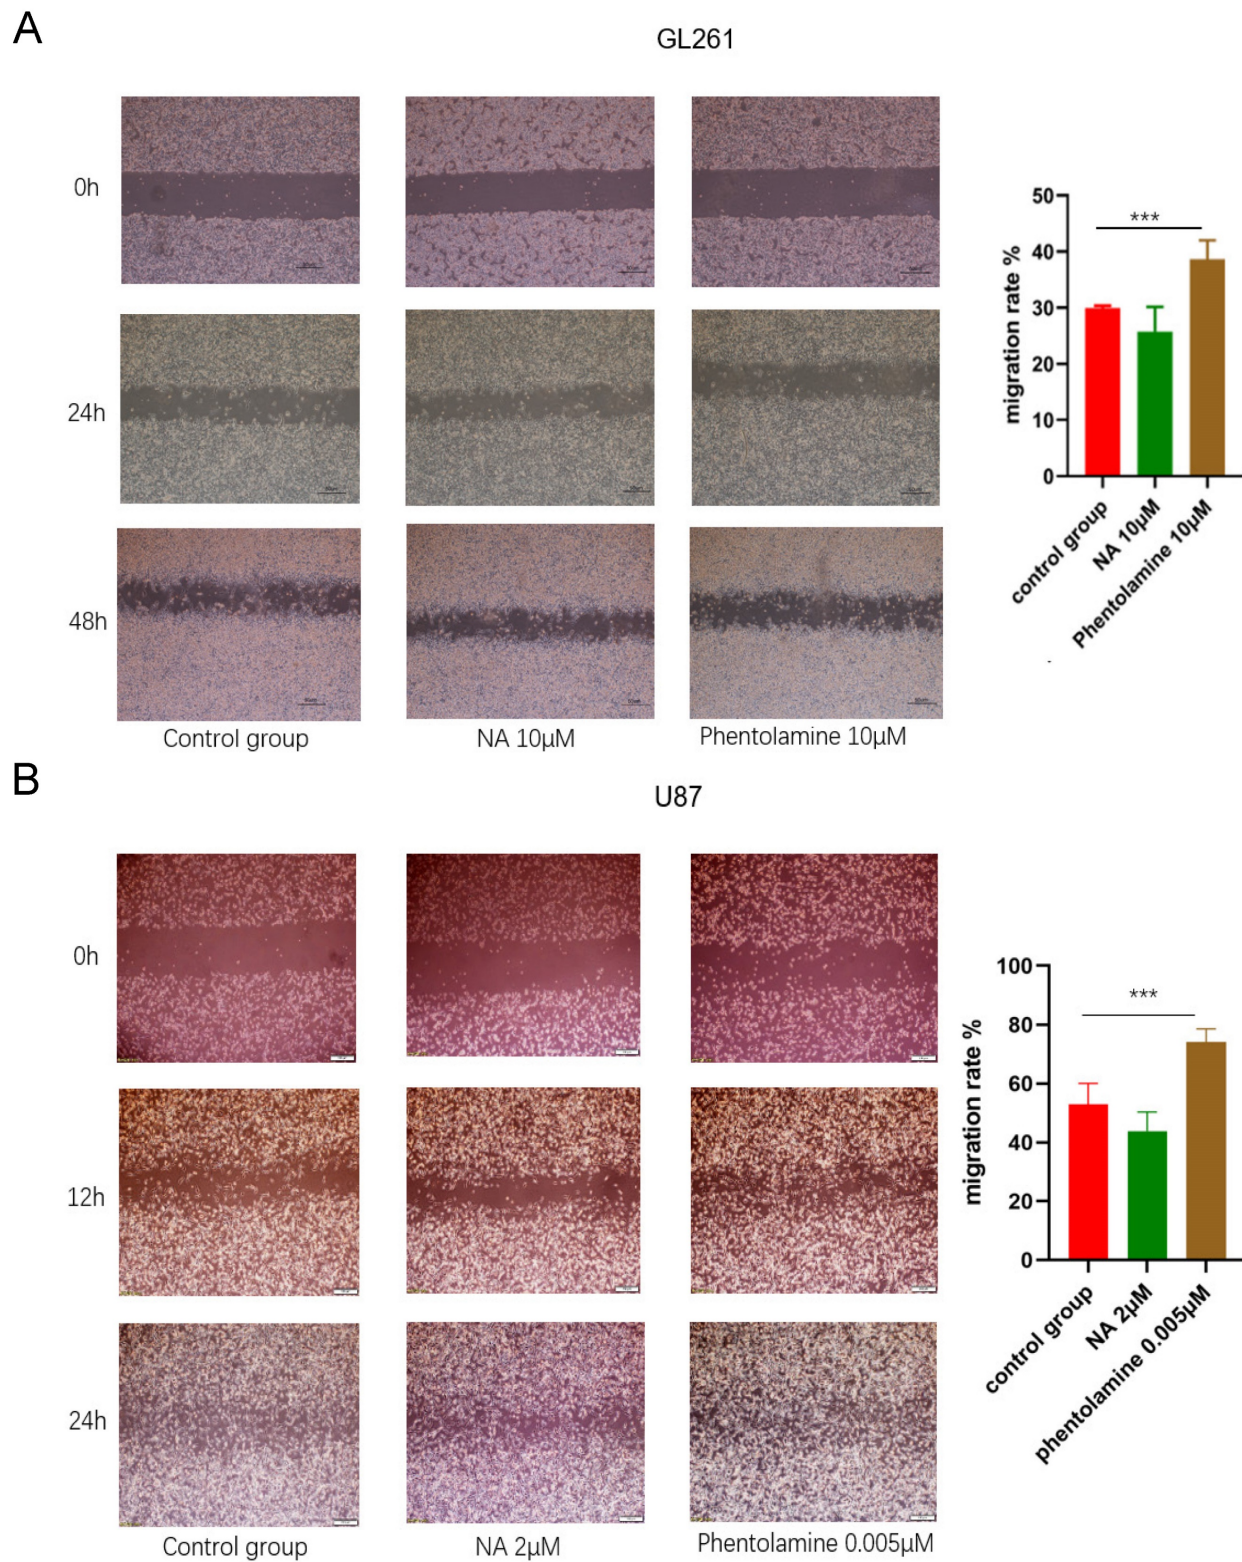 A
GL261
0h
24h
48h
Control group
NA 10μM
Phentolamine 10μM
50
40
30
20
10
0
migration rate %
***
control group
NA 10μM
Phentolamine 10μM
B
U87
0h
12h
24h
Control group
NA 2μM
Phentolamine 0.005μM
100
80
60
40
20
0
migration rate %
***
control group
NA 2μM
phentolamine 0.005μM